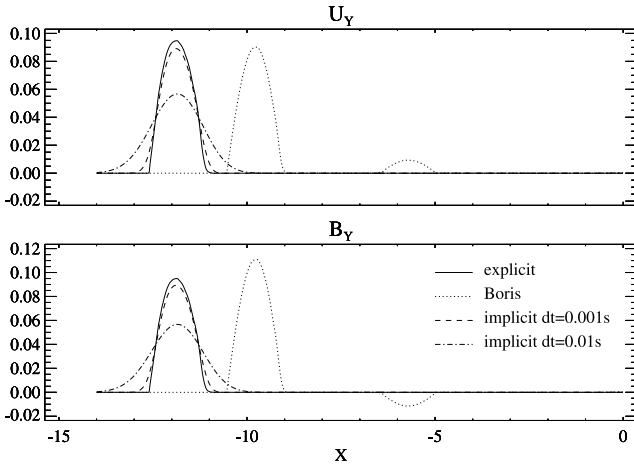 U_Y
0.10
0.08
0.06
0.04
0.02
0.00
-0.02
B_Y
0.12
0.10
0.08
0.06
0.04
0.02
0.00
-0.02
explicit
Boris
implicit dt=0.001s
implicit dt=0.01s
-15 -10 -5 0
X